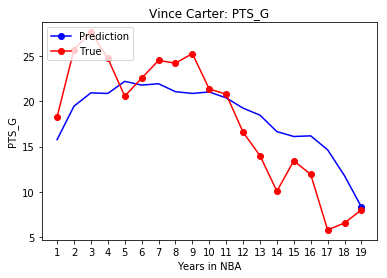 Vince Carter: PTS_G
Prediction
True
25
20
15
10
5
PTS_G
1 2 3 4 5 6 7 8 9 10 11 12 13 14 15 16 17 18 19
Years in NBA